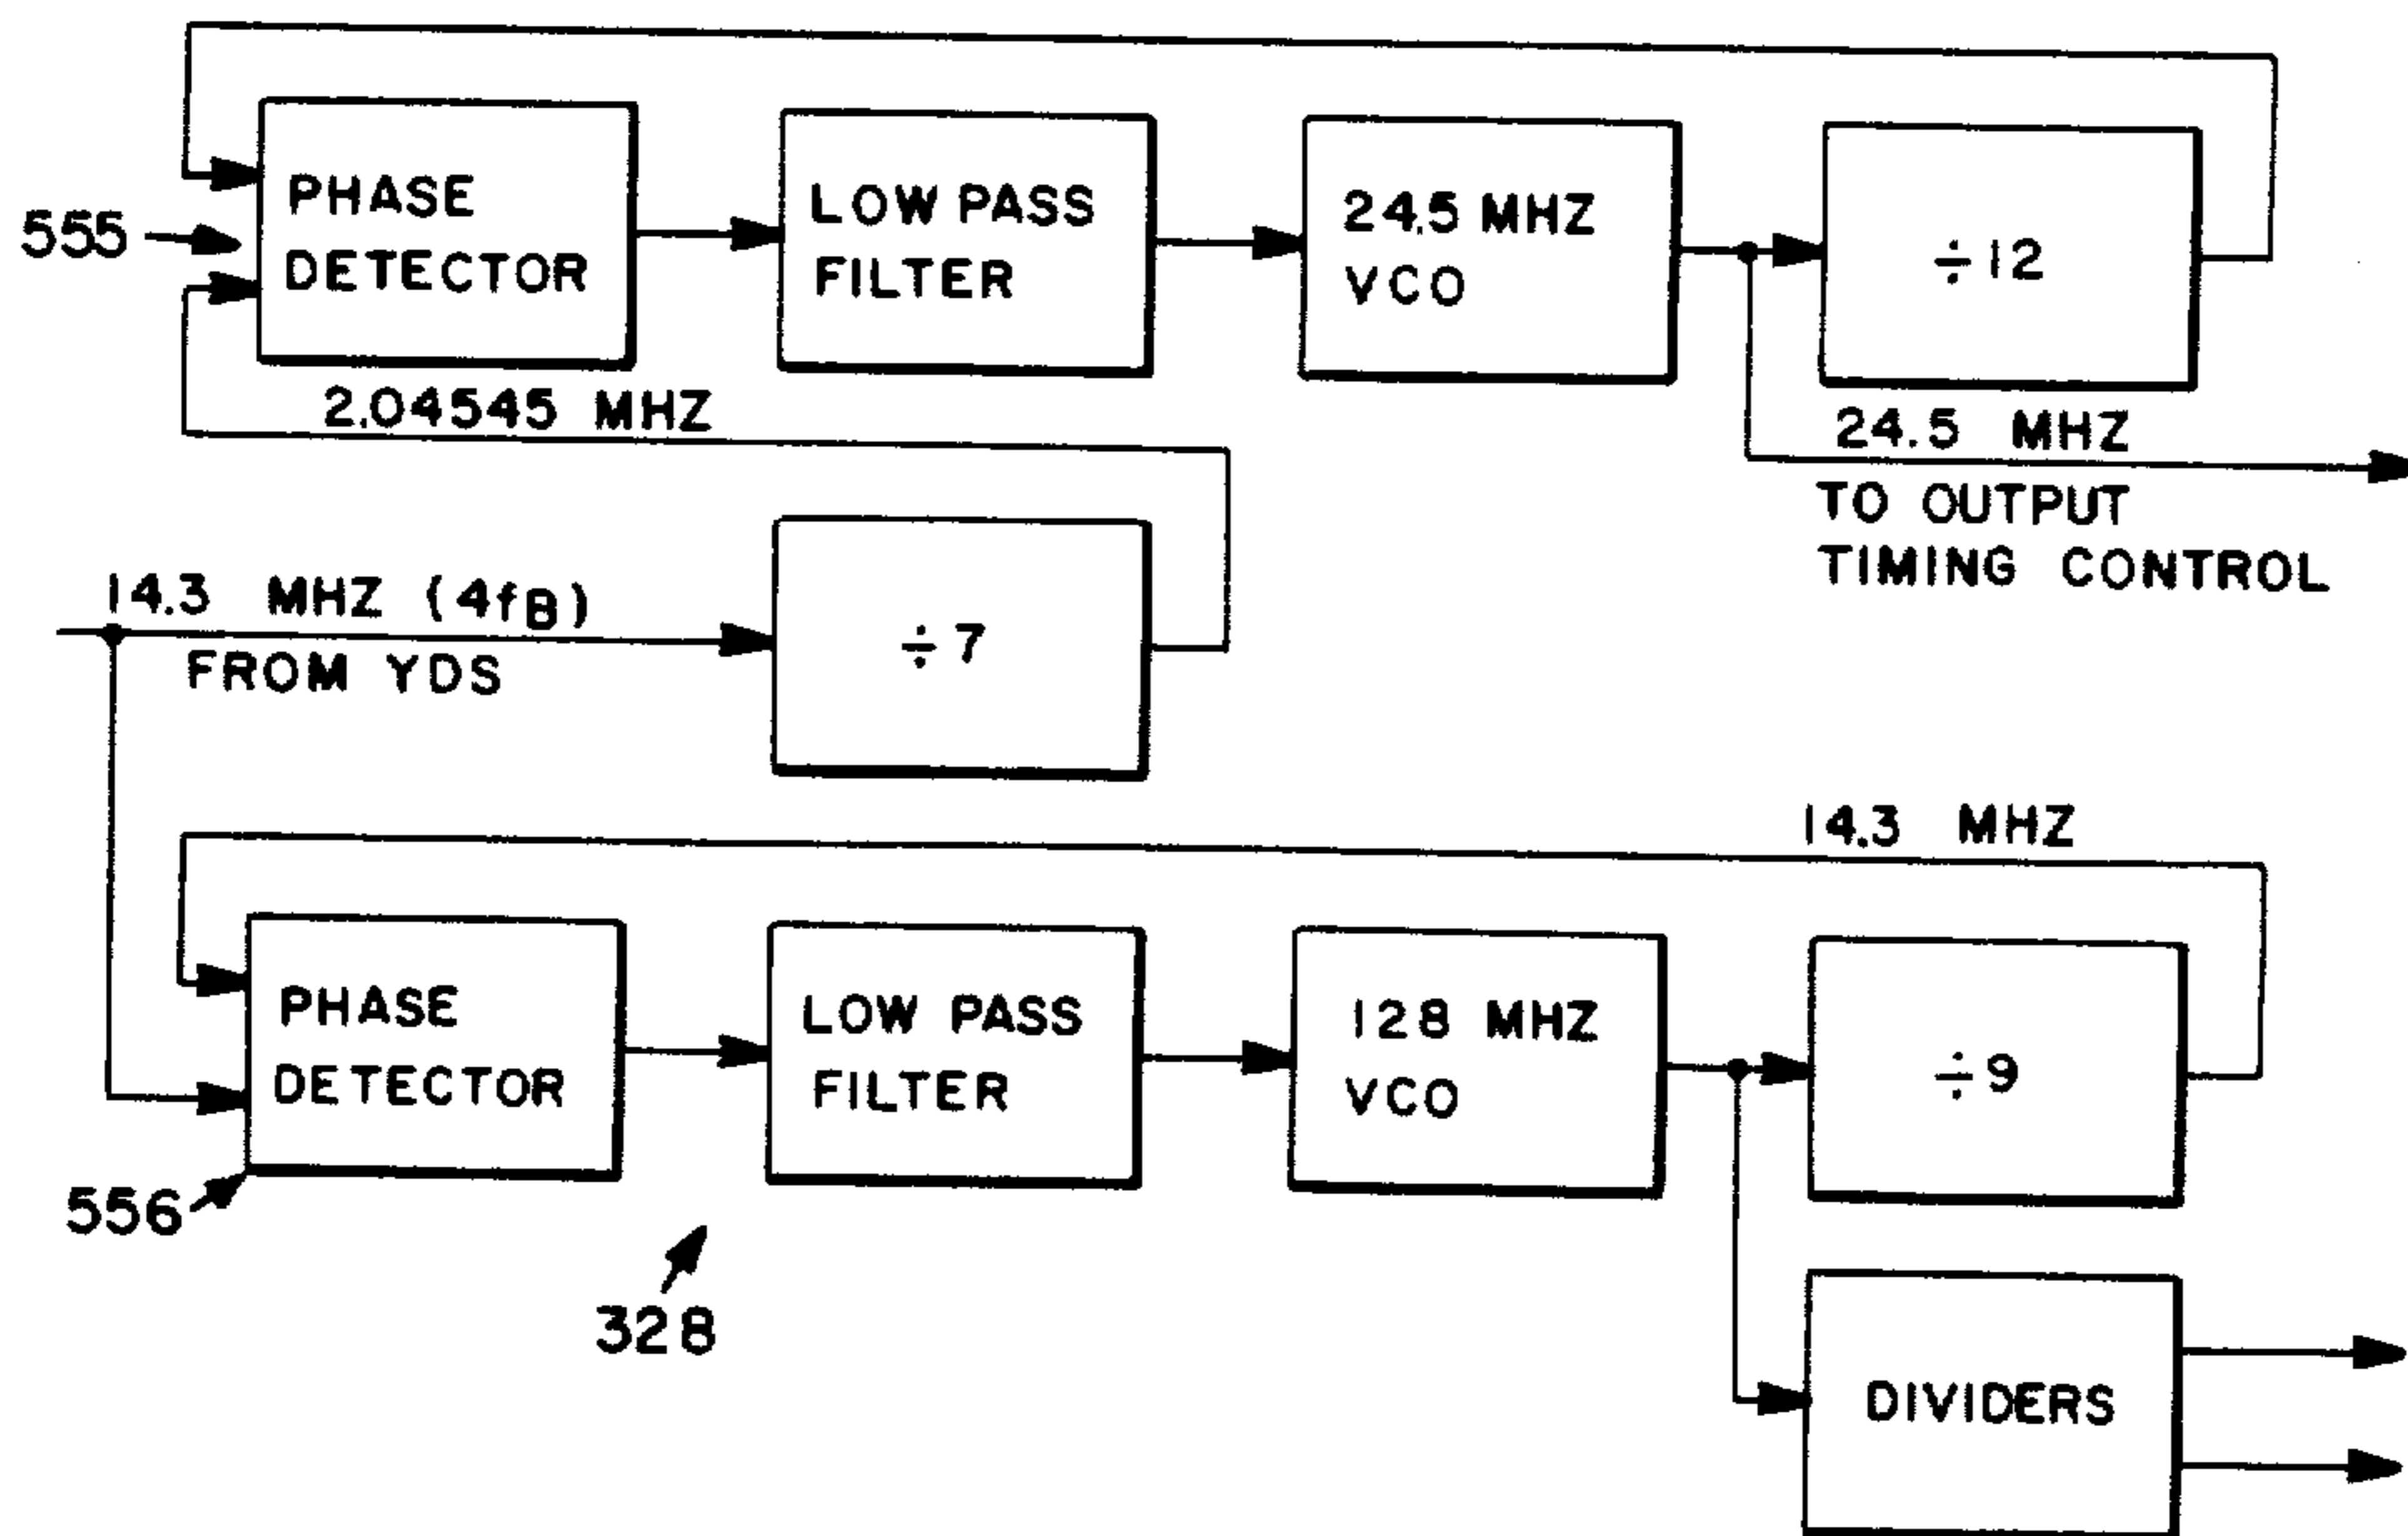 555
PHASE
DETECTOR
LOW PASS
FILTER
24.5 MHZ
VCO
÷12
2.04545 MHZ
24.5 MHZ
TO OUTPUT
TIMING CONTROL
14.3 MHZ (4fB)
FROM YDS
÷7
14.3 MHZ
PHASE
DETECTOR
LOW PASS
FILTER
128 MHZ
VCO
÷9
556
328
DIVIDERS